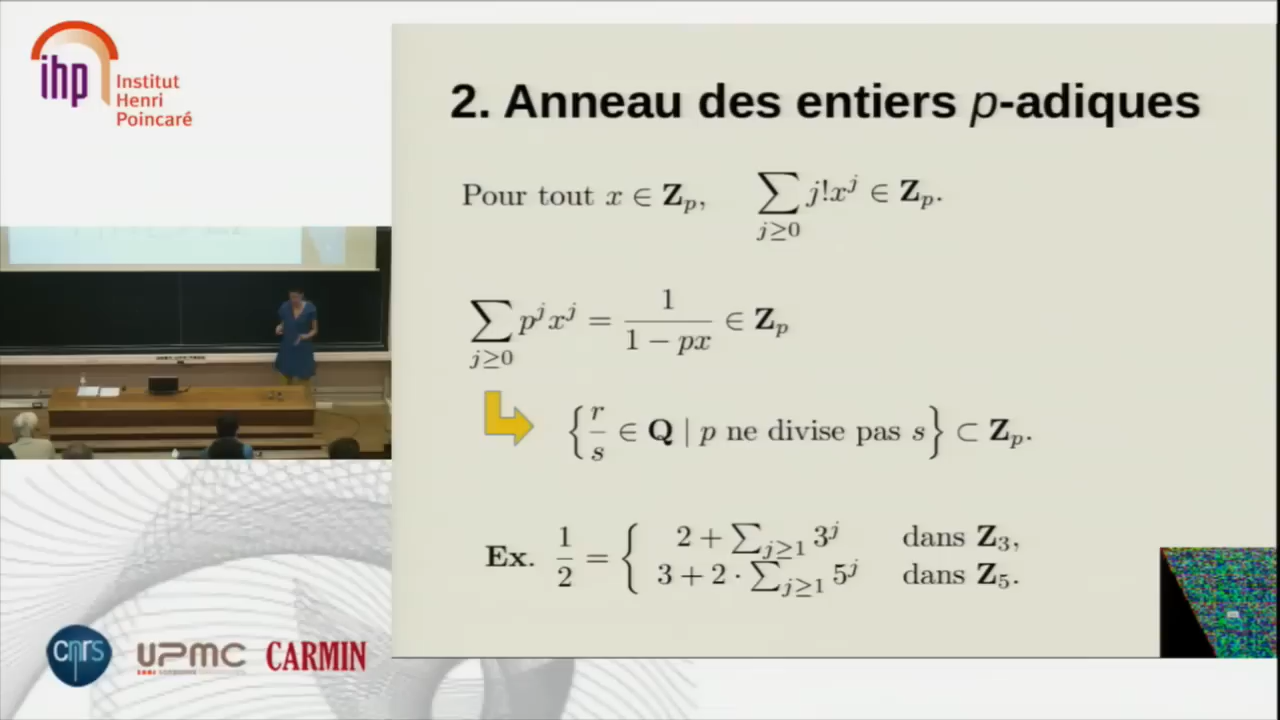 ihp
Institut
Henri
Poincaré
2. Anneau des entiers p-adiques
Pour tout x ∈ Z_p, ∑_{j≥0} j!x^j ∈ Z_p.
∑_{j≥0} p^j x^j = 1/(1 − px) ∈ Z_p
{r/s ∈ Q | p ne divise pas s} ⊂ Z_p.
Ex. 1/2 = { 2 + ∑_{j≥1} 3^j dans Z_3,
3 + 2 · ∑_{j≥1} 5^j dans Z_5.
cnrs
UPMC
CARMIN